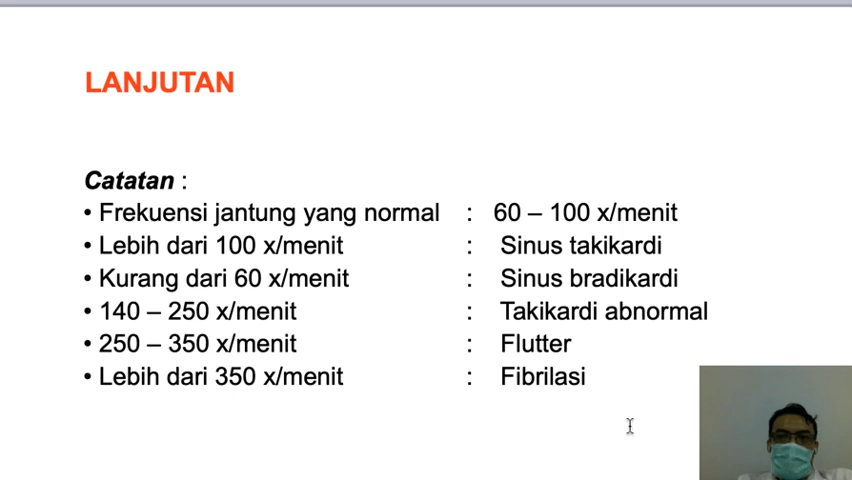 LANJUTAN
Catatan :
• Frekuensi jantung yang normal : 60 – 100 x/menit
• Lebih dari 100 x/menit : Sinus takikardi
• Kurang dari 60 x/menit : Sinus bradikardi
• 140 – 250 x/menit : Takikardi abnormal
• 250 – 350 x/menit : Flutter
• Lebih dari 350 x/menit : Fibrilasi